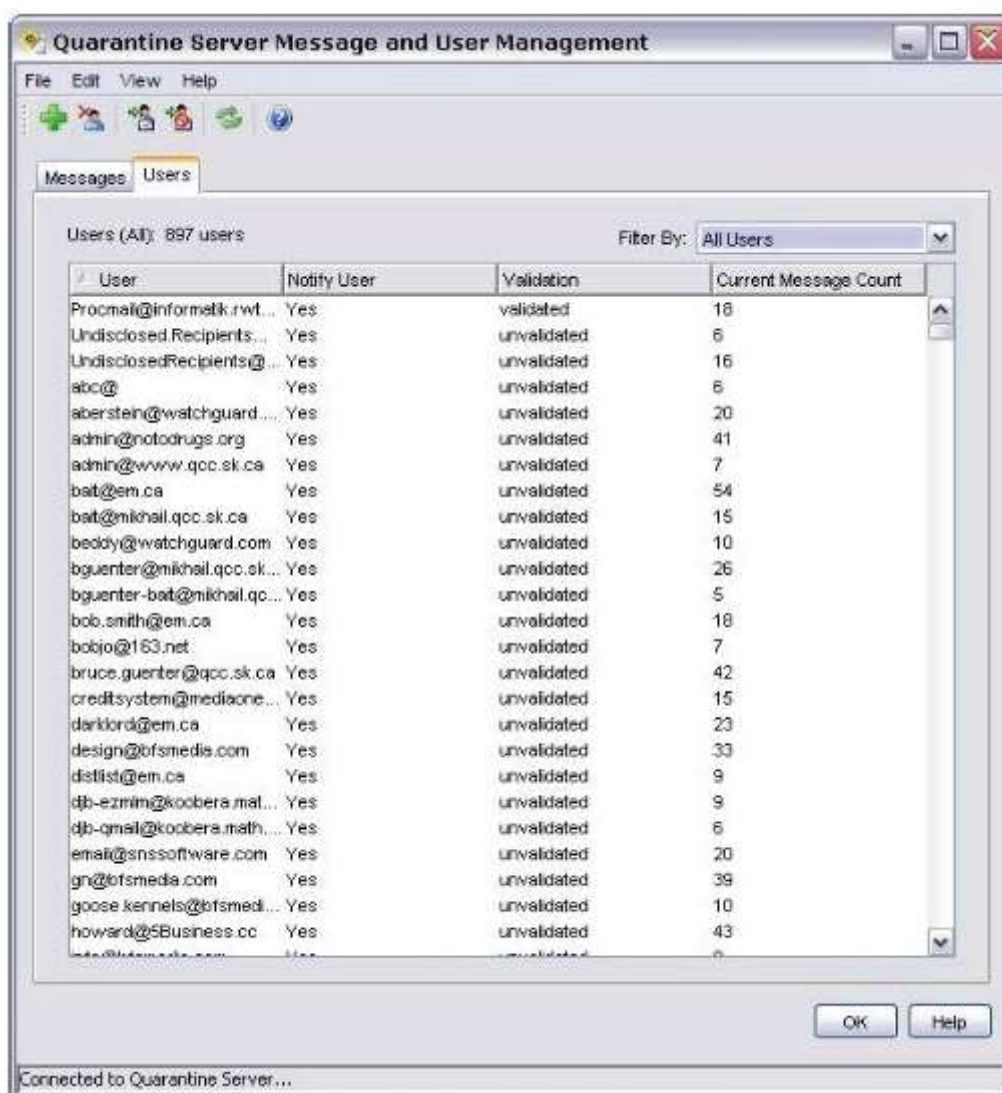 Quarantine Server Message and User Management
File Edit View Help
Messages Users
Users (All): 897 users Filter By: All Users
User Notify User Validation Current Message Count
Procmail@informatik.rwt... Yes validated 18
Undisclosed.Recipients... Yes unvalidated 6
UndisclosedRecipients@... Yes unvalidated 16
abc@ Yes unvalidated 6
aberstein@watchguard.... Yes unvalidated 20
admin@notodrugs.org Yes unvalidated 41
admin@www.qcc.sk.ca Yes unvalidated 7
bait@em.ca Yes unvalidated 54
bait@mikhail.qcc.sk.ca Yes unvalidated 15
beddy@watchguard.com Yes unvalidated 10
bguenter@mikhail.qcc.sk... Yes unvalidated 26
bguenter-bait@mikhail.qc... Yes unvalidated 5
bob.smith@em.ca Yes unvalidated 18
bobjo@163.net Yes unvalidated 7
bruce.guenter@qcc.sk.ca Yes unvalidated 42
creditsystem@mediaone... Yes unvalidated 15
darklord@em.ca Yes unvalidated 23
design@bfsmedia.com Yes unvalidated 33
distlist@em.ca Yes unvalidated 9
djb-ezmlm@koobera.mat... Yes unvalidated 9
djb-qmail@koobera.math.... Yes unvalidated 6
email@snssoftware.com Yes unvalidated 20
gn@bfsmedia.com Yes unvalidated 39
goose.kennels@bfsmedi... Yes unvalidated 10
howard@5Business.cc Yes unvalidated 43
OK Help
Connected to Quarantine Server...